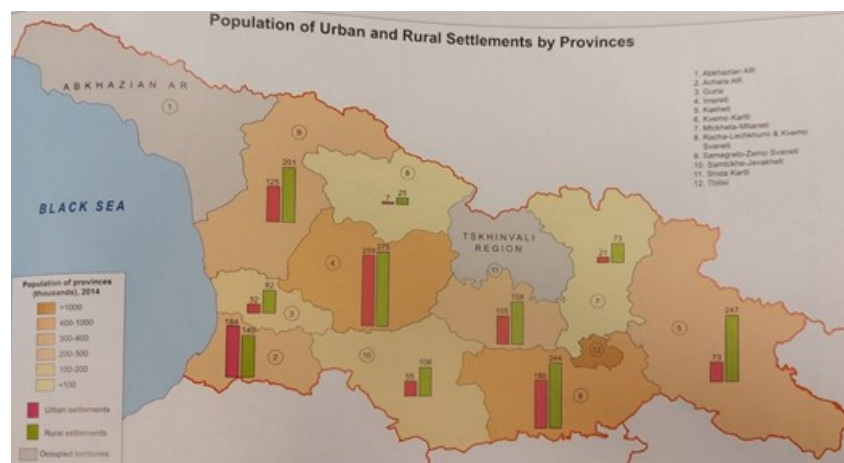 Population of Urban and Rural Settlements by Provinces
1. Abkhazian AR
2. Achara AR
3. Guria
4. Imereti
5. Kakheti
6. Kvemo Kartli
7. Mtskheta-Mtianeti
8. Racha-Lechkhumi & Kvemo
Svaneti
9. Samegrelo-Zemo Svaneti
10. Samtckhe-Javakheti
11. Shida Kartli
12. Tbilisi
ABKHAZIAN AR
1
9
201
125
8
7
25
BLACK SEA
TSKHINVALI
REGION
11
73
21
259
275
4
7
Population of provinces
(thousands), 2014
>1000
400-1000
300-400
200-300
100-200
<100
Urban settlements
Rural settlements
Occupied territories
82
32
3
184
149
2
158
105
12
5
247
73
10
106
55
244
180
6